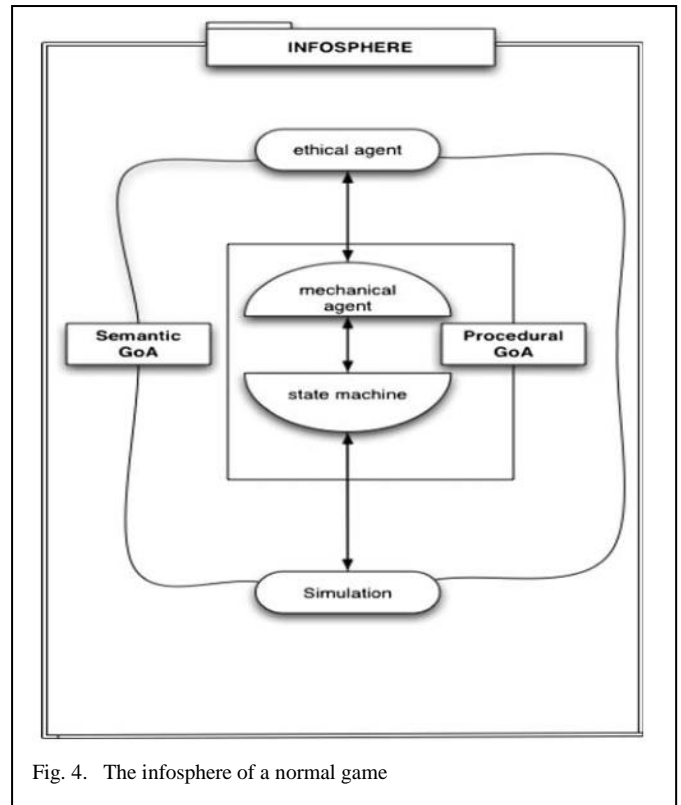 INFOSPHERE
ethical agent
mechanical
agent
Semantic
GoA
Procedural
GoA
state machine
Simulation
Fig. 4. The infosphere of a normal game